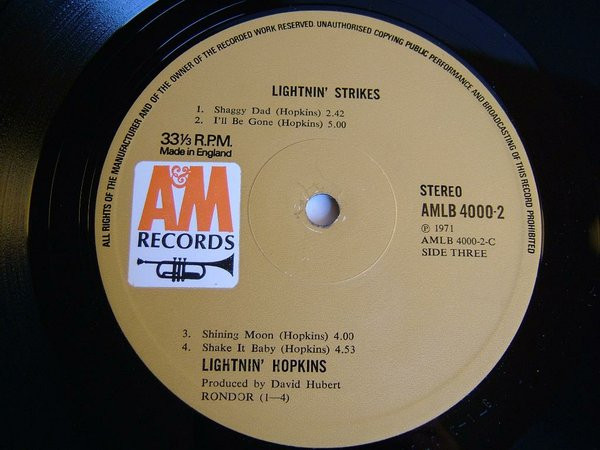 ALL RIGHTS OF THE MANUFACTURER AND OF THE OWNER OF THE RECORDED WORK RESERVED. UNAUTHORISED COPYING PUBLIC PERFORMANCE AND BROADCASTING OF THIS RECORD PROHIBITED
LIGHTNIN' STRIKES
1. Shaggy Dad (Hopkins) 2.42
2. I'll Be Gone (Hopkins) 5.00
33⅓ R.P.M.
Made in England
A&M
RECORDS
STEREO
AMLB 4000-2
℗ 1971
AMLB 4000-2-C
SIDE THREE
3. Shining Moon (Hopkins) 4.00
4. Shake It Baby (Hopkins) 4.53
LIGHTNIN' HOPKINS
Produced by David Hubert
RONDOR (1—4)